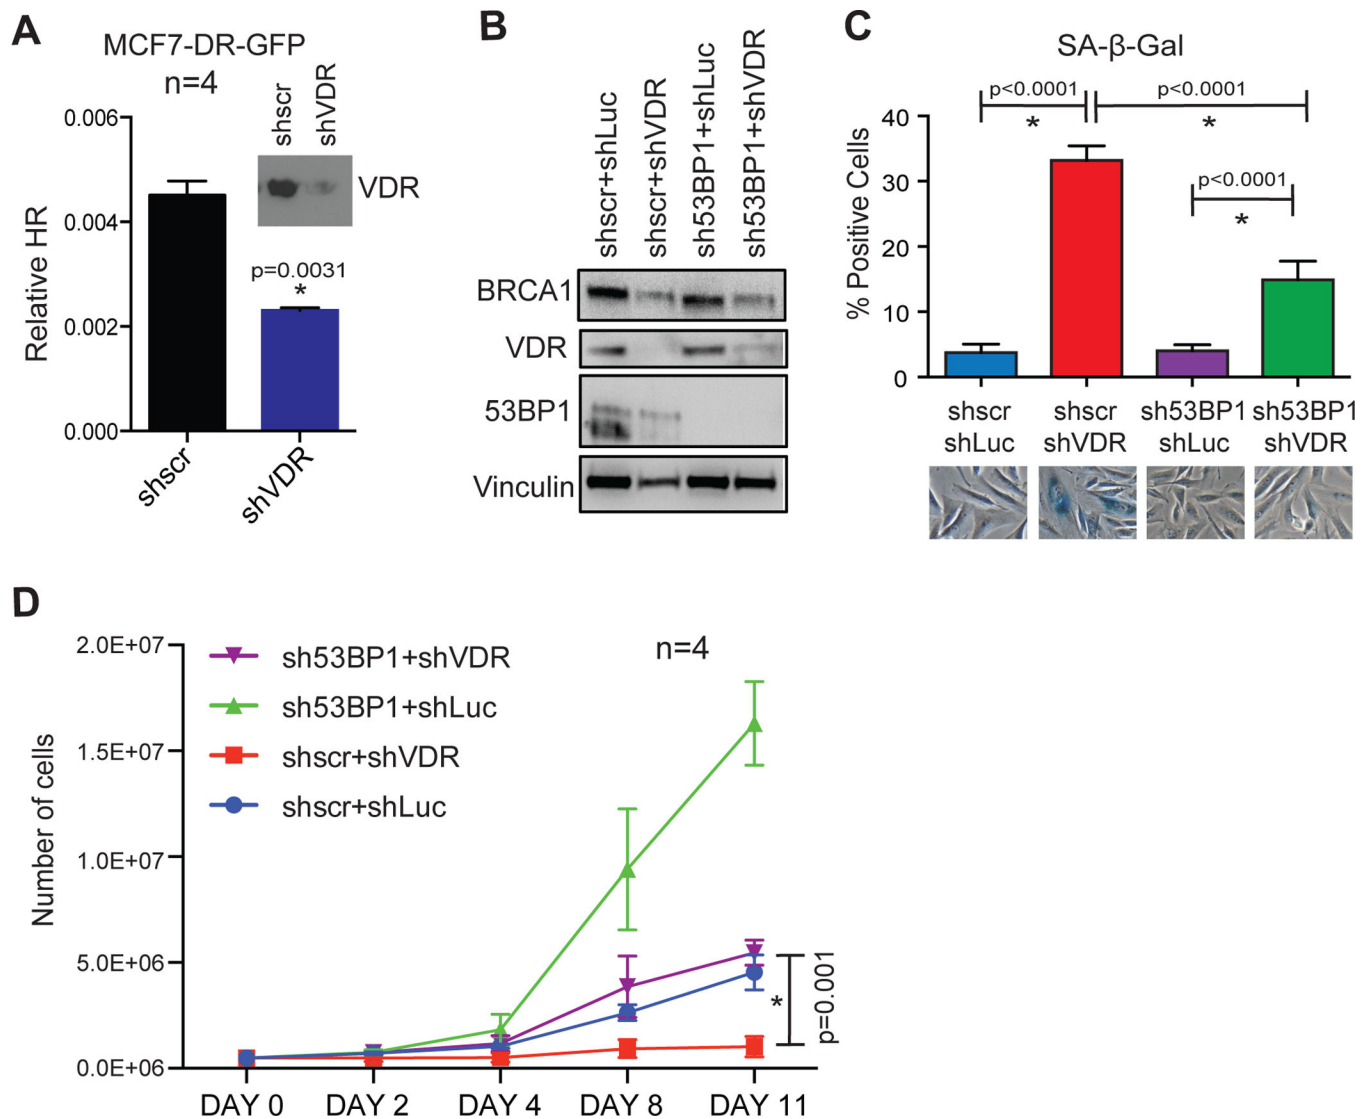 A
MCF7-DR-GFP
n=4
shscr
shVDR
VDR
0.006
0.004
0.002
0.000
Relative HR
p=0.0031
*
shscr
shVDR
B
shscr+shLuc
shscr+shVDR
sh53BP1+shLuc
sh53BP1+shVDR
BRCA1
VDR
53BP1
Vinculin
C
SA-β-Gal
p<0.0001
*
p<0.0001
*
p<0.0001
*
% Positive Cells
40
30
20
10
0
shscr
shLuc
shscr
shVDR
sh53BP1
shLuc
sh53BP1
shVDR
D
n=4
Number of cells
2.0E+07
1.5E+07
1.0E+07
5.0E+06
0.0E+06
sh53BP1+shVDR
sh53BP1+shLuc
shscr+shVDR
shscr+shLuc
*
p=0.001
DAY 0
DAY 2
DAY 4
DAY 8
DAY 11